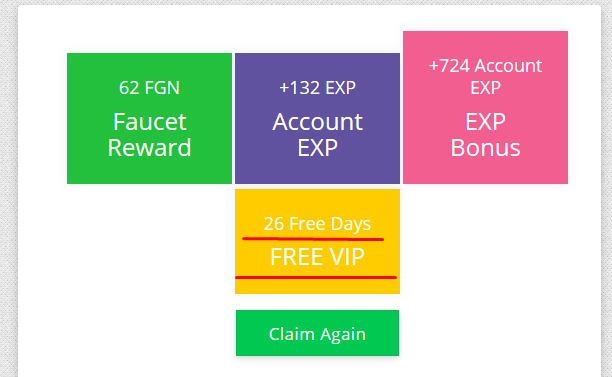 62 FGN
Faucet
Reward
+132 EXP
Account
EXP
+724 Account
EXP
EXP
Bonus
26 Free Days
FREE VIP
Claim Again